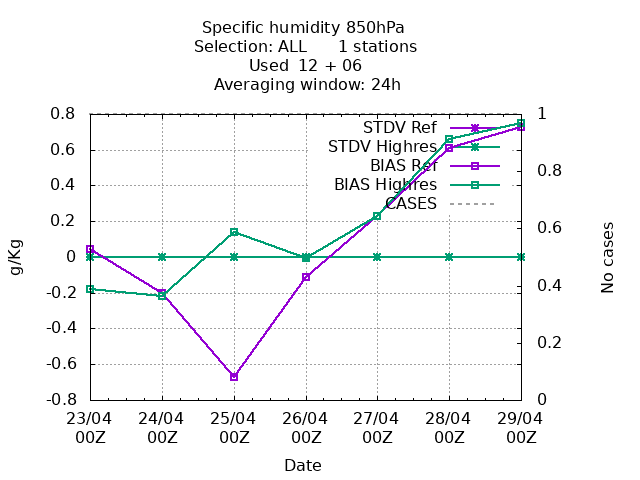 Specific humidity 850hPa
Selection: ALL 1 stations
Used 12 + 06
Averaging window: 24h
g/Kg
0.8
0.6
0.4
0.2
0
-0.2
-0.4
-0.6
-0.8
STDV Ref
STDV Highres
BIAS Ref
BIAS Highres
CASES
1
0.8
0.6
0.4
0.2
0
No cases
23/04 24/04 25/04 26/04 27/04 28/04 29/04
00Z 00Z 00Z 00Z 00Z 00Z 00Z
Date